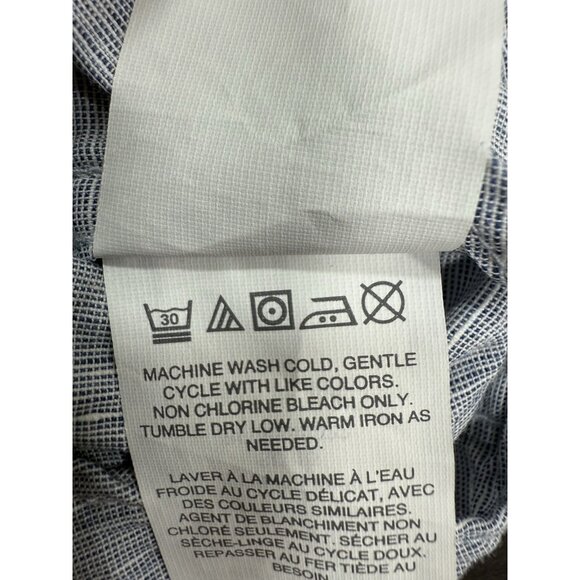 30
MACHINE WASH COLD, GENTLE
CYCLE WITH LIKE COLORS.
NON CHLORINE BLEACH ONLY.
TUMBLE DRY LOW. WARM IRON AS
NEEDED.
LAVER À LA MACHINE À L'EAU
FROIDE AU CYCLE DÉLICAT, AVEC
DES COULEURS SIMILAIRES.
AGENT DE BLANCHIMENT NON
CHLORÉ SEULEMENT. SÉCHER AU
SÈCHE-LINGE AU CYCLE DOUX.
REPASSER AU FER TIÈDE AU
BESOIN